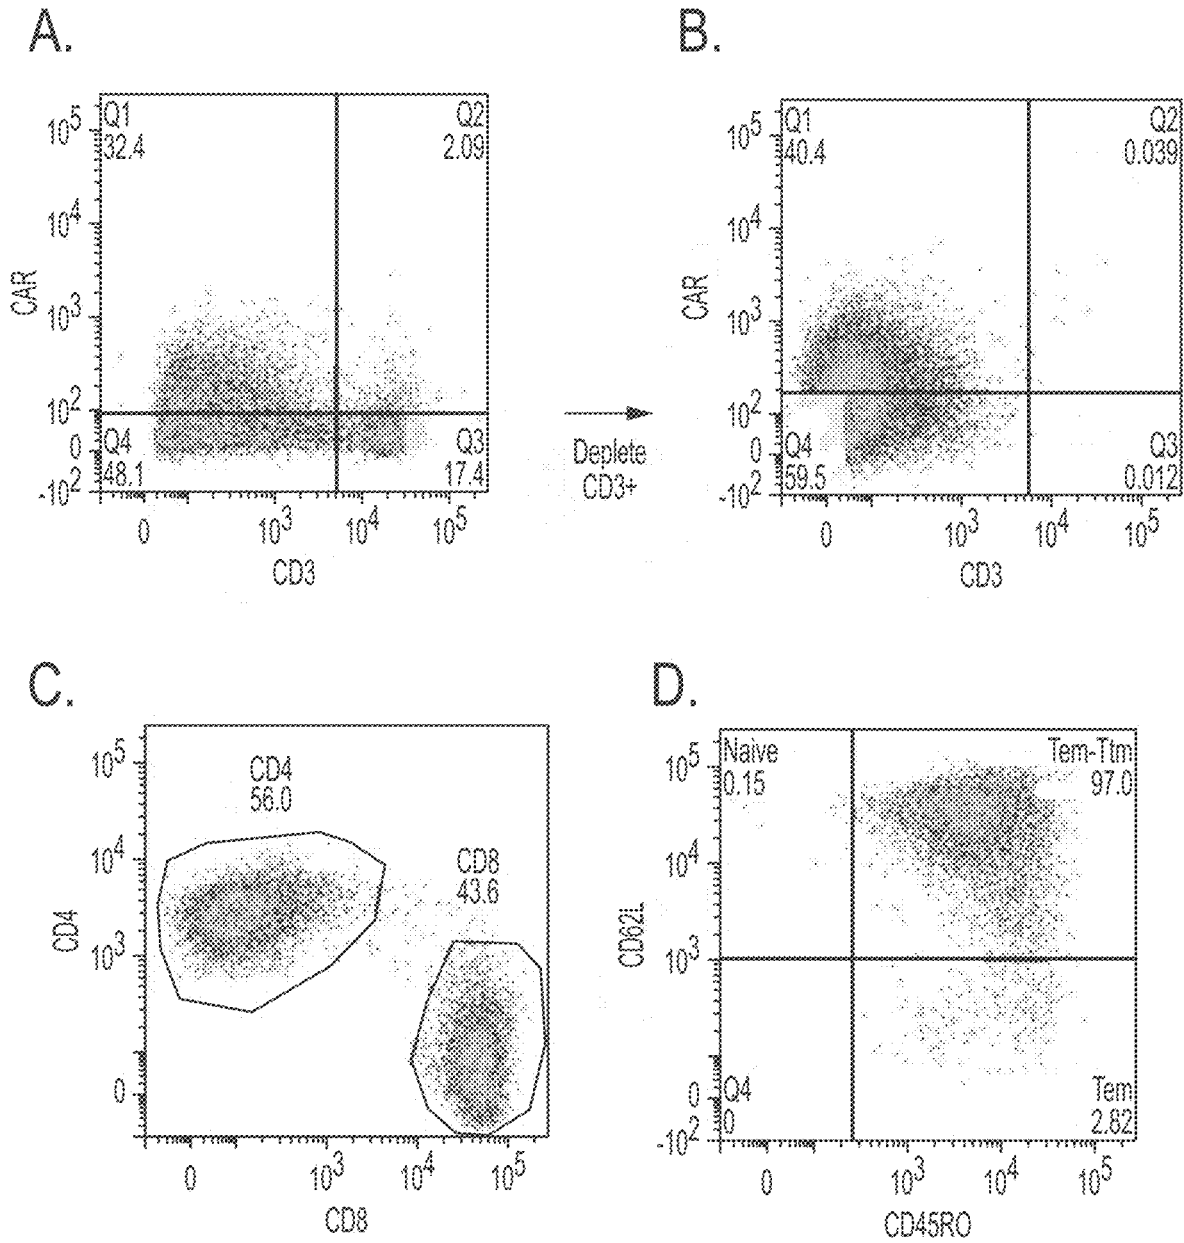 A.
Q1
32.4
Q2
2.09
Q4
48.1
Q3
17.4
10^5
10^4
10^3
10^2
0
-10^2
CAR
0
10^3
10^4
10^5
CD3
Deplete
CD3+
B.
Q1
40.4
Q2
0.039
Q4
59.5
Q3
0.012
10^5
10^4
10^3
10^2
0
-10^2
CAR
0
10^3
10^4
10^5
CD3
C.
CD4
56.0
CD8
43.6
10^5
10^4
10^3
0
CD4
0
10^3
10^4
10^5
CD8
D.
Naive
0.15
Tem-Ttm
97.0
Q4
0
Tem
2.82
10^5
10^4
10^3
0
-10^2
CD62L
0
10^3
10^4
10^5
CD45RO